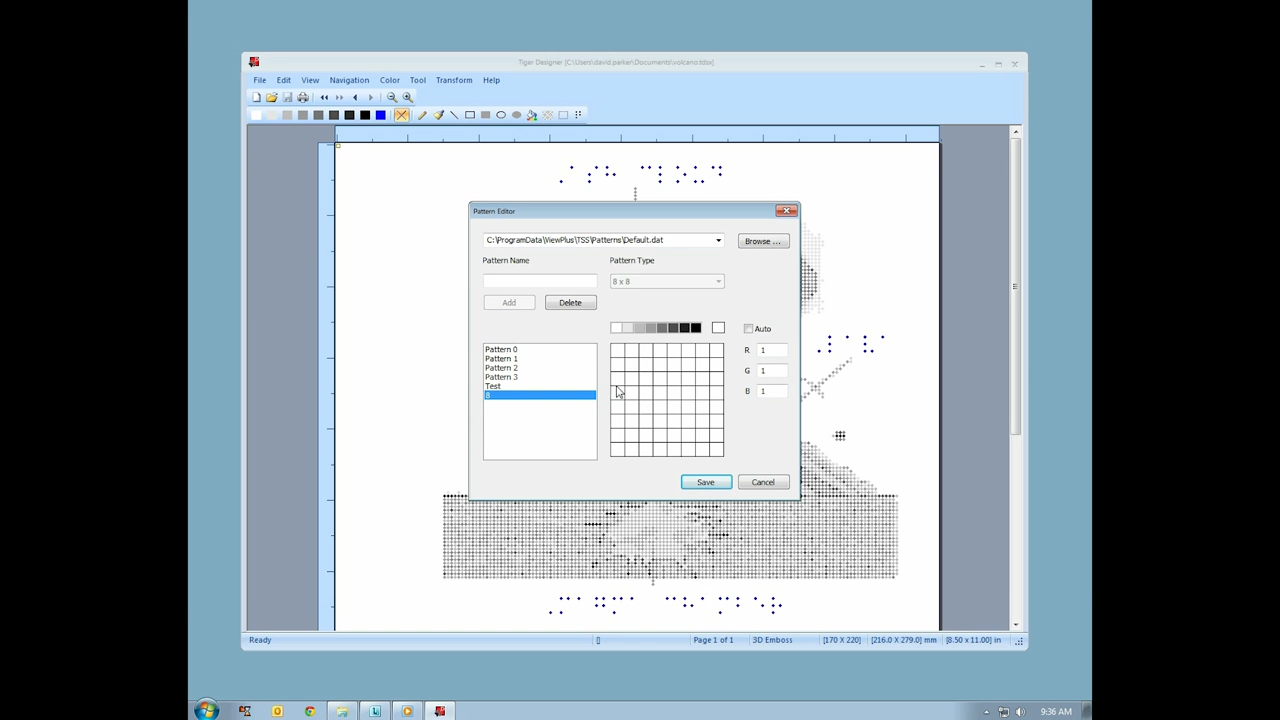 Tiger Designer [C:\Users\david.parker\Documents\volcano.tdsx]
File Edit View Navigation Color Tool Transform Help
Pattern Editor
C:\ProgramData\ViewPlus\TSS\Patterns\Default.dat
Browse ...
Pattern Name
Pattern Type
8 x 8
Add
Delete
Auto
Pattern 0
Pattern 1
Pattern 2
Pattern 3
Test
8
R 1
G 1
B 1
Save
Cancel
Ready
Page 1 of 1
3D Emboss
[170 X 220]
[216.0 X 279.0] mm
[8.50 x 11.00] in
9:36 AM